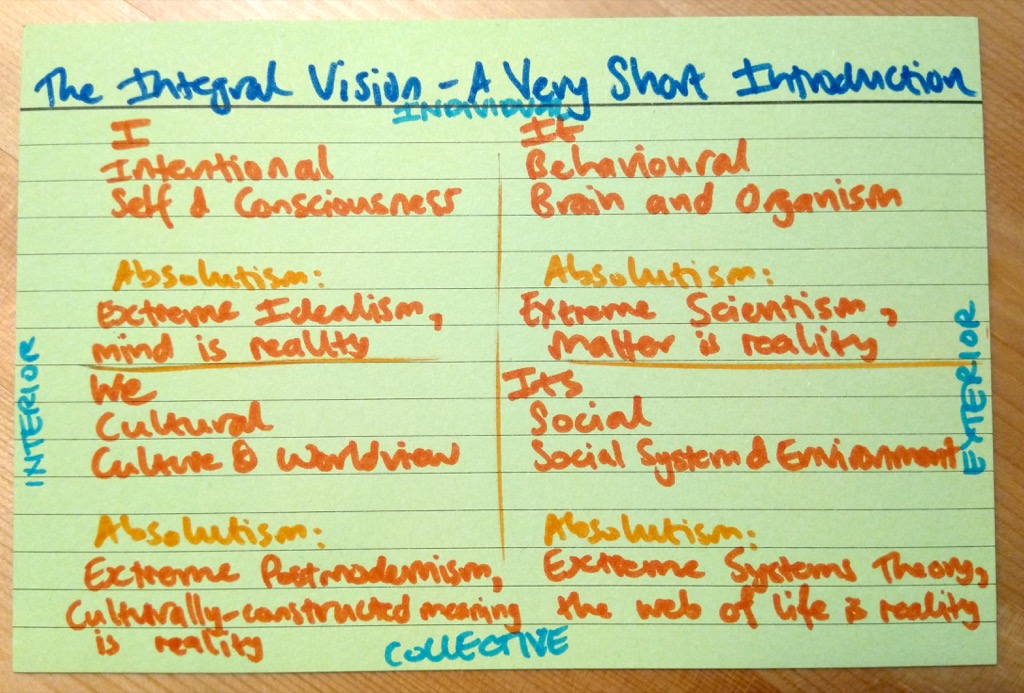 The Integral Vision - A Very Short Introduction
INDIVIDUAL
I
Intentional
Self & Consciousness
Absolutism:
Extreme Idealism,
mind is reality
It
Behavioural
Brain and Organism
Absolutism:
Extreme Scientism,
Matter is reality
INTERIOR
EXTERIOR
We
Cultural
Culture & Worldview
Absolutism:
Extreme Postmodernism,
Culturally-constructed meaning
is reality
Its
Social
Social System & Environment
Absolutism:
Extreme Systems Theory,
the web of life is reality
COLLECTIVE